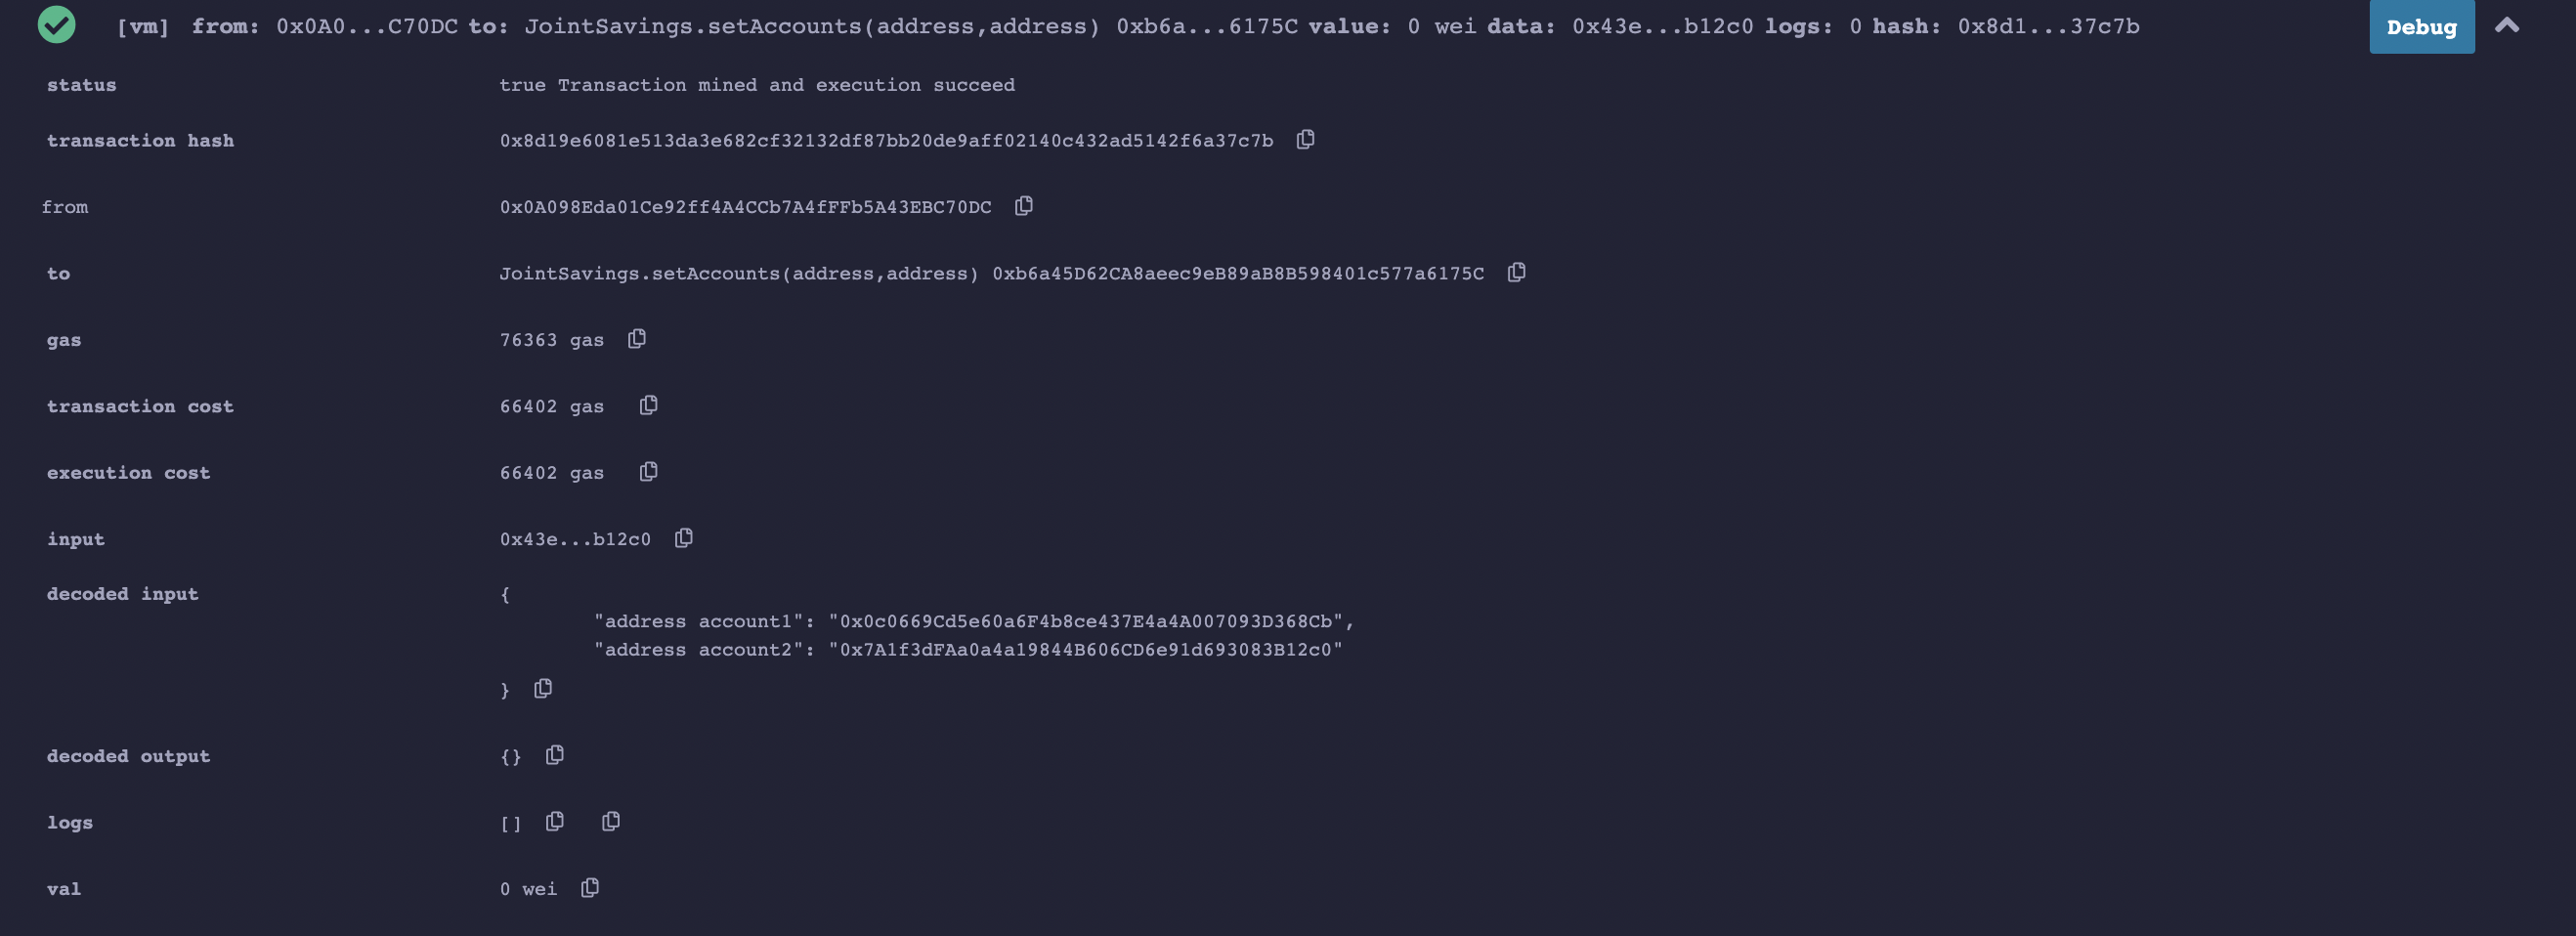 [vm] from: 0x0A0...C70DC to: JointSavings.setAccounts(address,address) 0xb6a...6175C value: 0 wei data: 0x43e...b12c0 logs: 0 hash: 0x8d1...37c7b Debug
status true Transaction mined and execution succeed
transaction hash 0x8d19e6081e513da3e682cf32132df87bb20de9aff02140c432ad5142f6a37c7b
from 0x0A098Eda01Ce92ff4A4CCb7A4fFFb5A43EBC70DC
to JointSavings.setAccounts(address,address) 0xb6a45D62CA8aeec9eB89aB8B598401c577a6175C
gas 76363 gas
transaction cost 66402 gas
execution cost 66402 gas
input 0x43e...b12c0
decoded input {
"address account1": "0x0c0669Cd5e60a6F4b8ce437E4a4A007093D368Cb",
"address account2": "0x7A1f3dFAa0a4a19844B606CD6e91d693083B12c0"
}
decoded output {}
logs []
val 0 wei